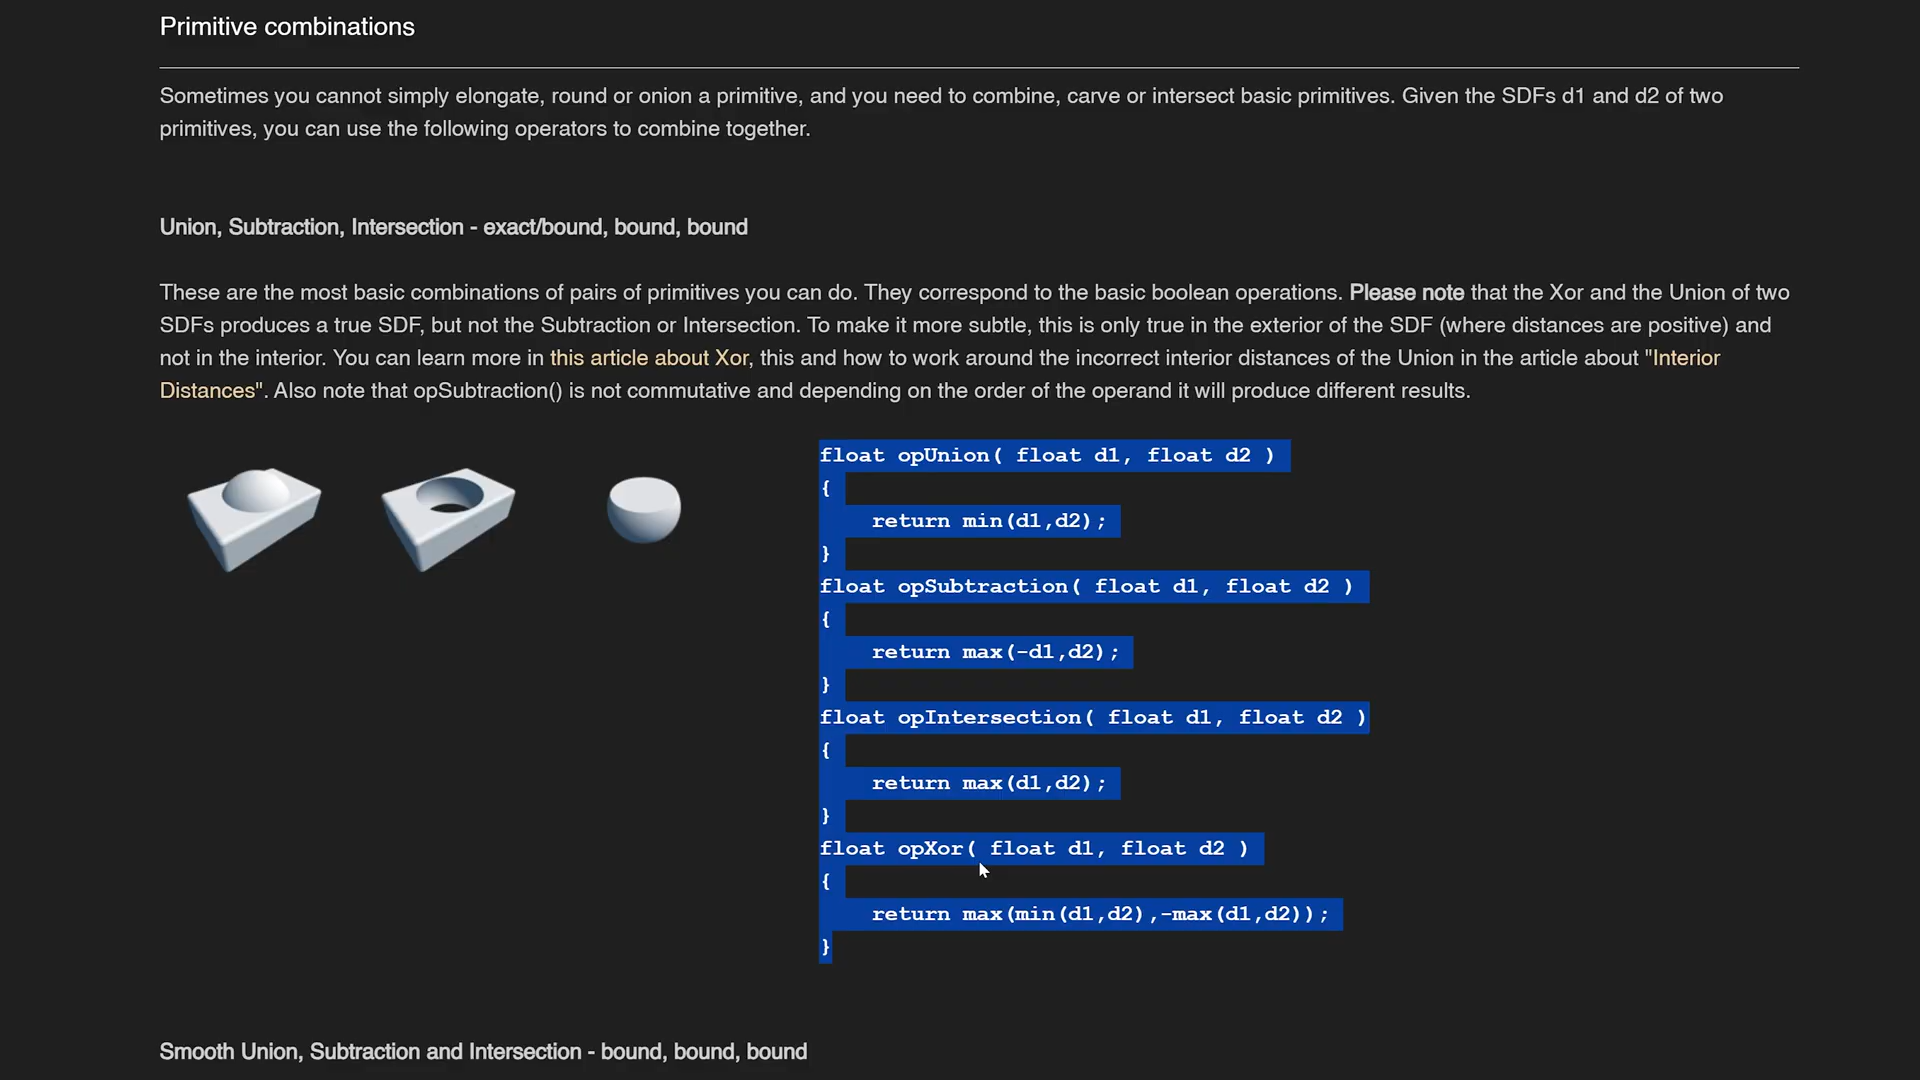 Primitive combinations
Sometimes you cannot simply elongate, round or onion a primitive, and you need to combine, carve or intersect basic primitives. Given the SDFs d1 and d2 of two
primitives, you can use the following operators to combine together.
Union, Subtraction, Intersection - exact/bound, bound, bound
These are the most basic combinations of pairs of primitives you can do. They correspond to the basic boolean operations. Please note that the Xor and the Union of two
SDFs produces a true SDF, but not the Subtraction or Intersection. To make it more subtle, this is only true in the exterior of the SDF (where distances are positive) and
not in the interior. You can learn more in this article about Xor, this and how to work around the incorrect interior distances of the Union in the article about "Interior
Distances". Also note that opSubtraction() is not commutative and depending on the order of the operand it will produce different results.
float opUnion( float d1, float d2 )
{
    return min(d1,d2);
}
float opSubtraction( float d1, float d2 )
{
    return max(-d1,d2);
}
float opIntersection( float d1, float d2 )
{
    return max(d1,d2);
}
float opXor( float d1, float d2 )
{
    return max(min(d1,d2),-max(d1,d2));
}
Smooth Union, Subtraction and Intersection - bound, bound, bound